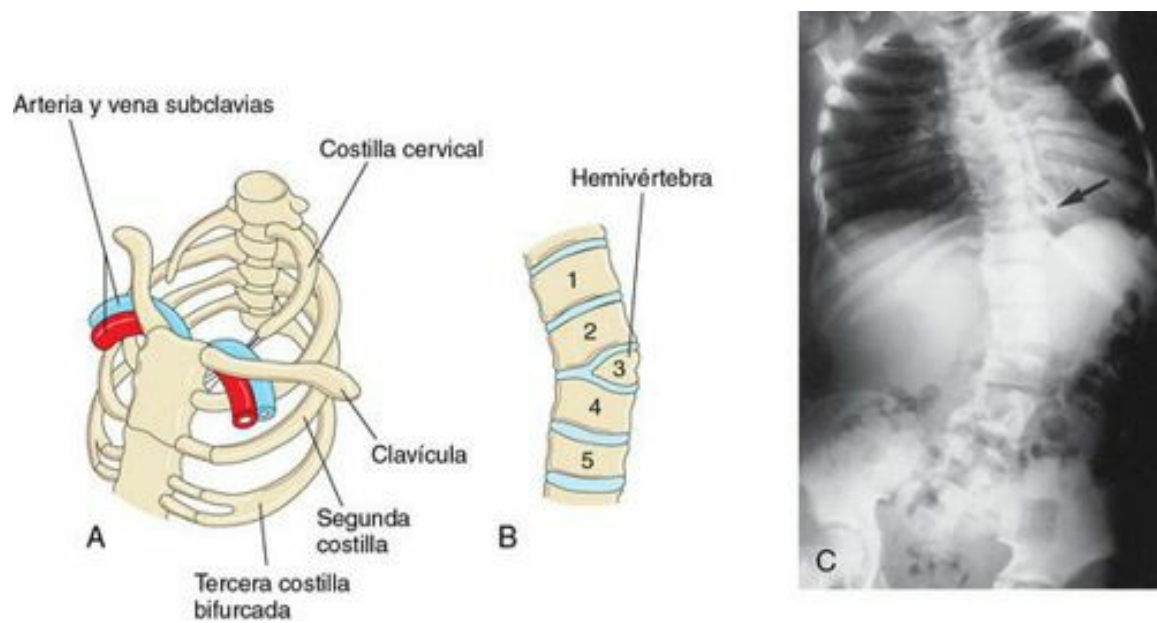 Arteria y vena subclavias
Costilla cervical
Clavícula
Segunda
costilla
Tercera costilla
bifurcada
A
Hemivértebra
1
2
3
4
5
B
C